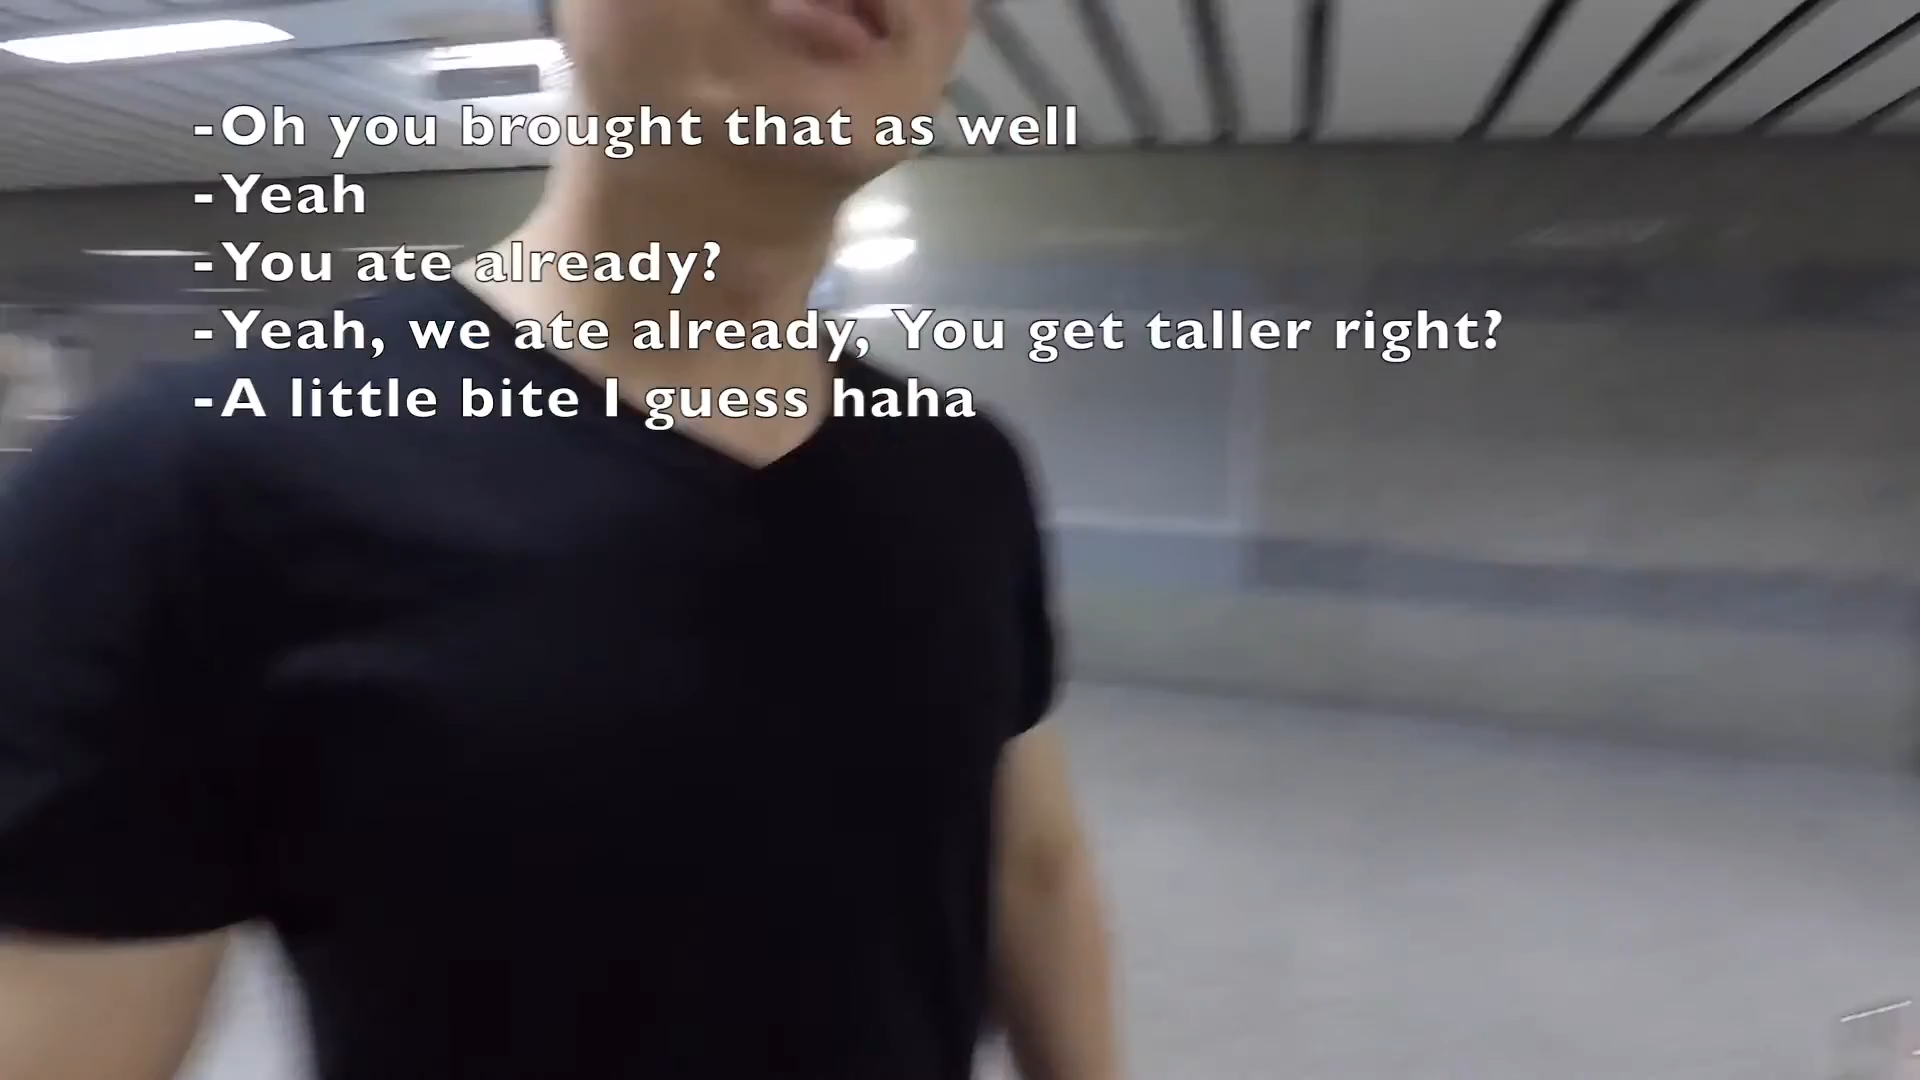 -Oh you brought that as well
-Yeah
-You ate already?
-Yeah, we ate already, You get taller right?
-A little bite I guess haha